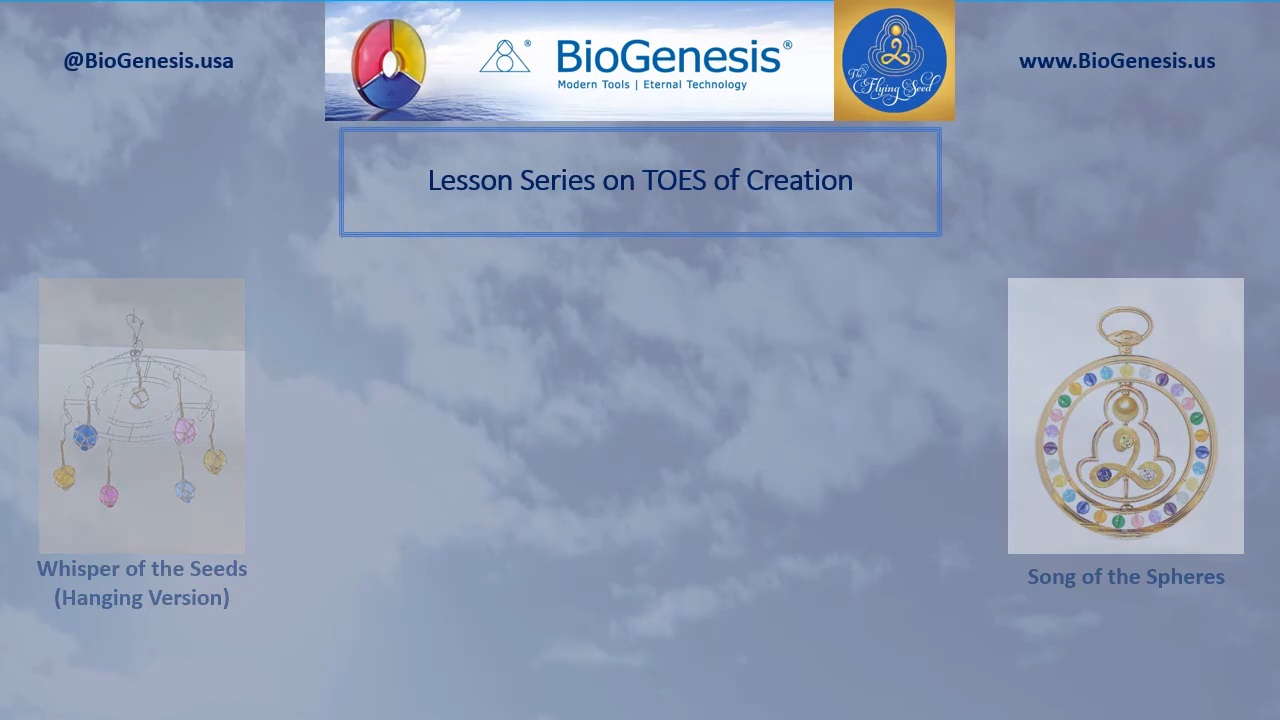 @BioGenesis.usa
BioGenesis®
Modern Tools | Eternal Technology
The Flying Seed
www.BioGenesis.us
Lesson Series on TOES of Creation
Whisper of the Seeds
(Hanging Version)
Song of the Spheres